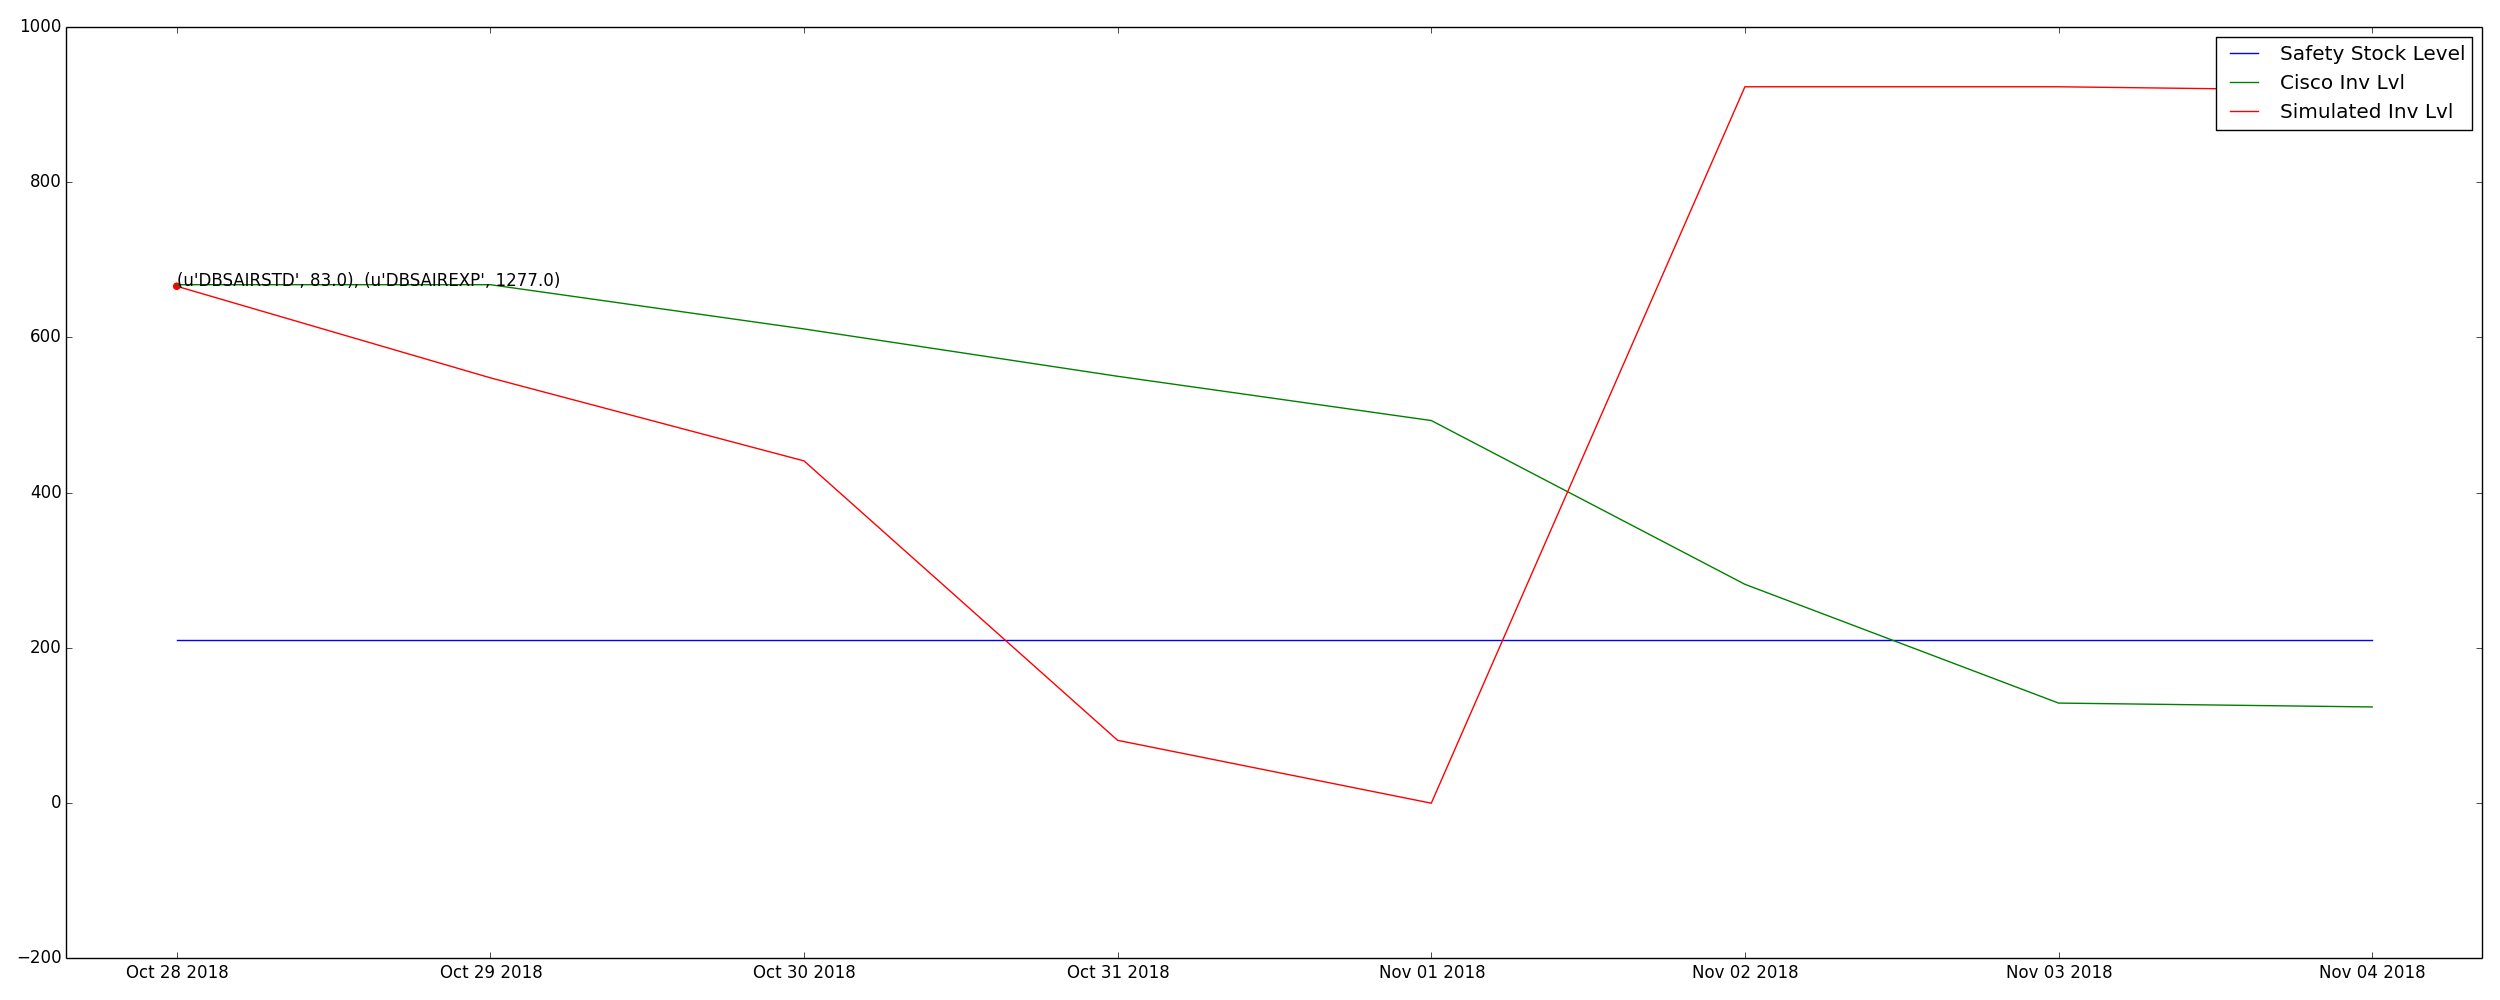 1000
Safety Stock Level
Cisco Inv Lvl
Simulated Inv Lvl
800
(u'DBSAIRSTD', 83.0), (u'DBSAIREXP', 1277.0)
600
400
200
0
−200
Oct 28 2018 Oct 29 2018 Oct 30 2018 Oct 31 2018 Nov 01 2018 Nov 02 2018 Nov 03 2018 Nov 04 2018